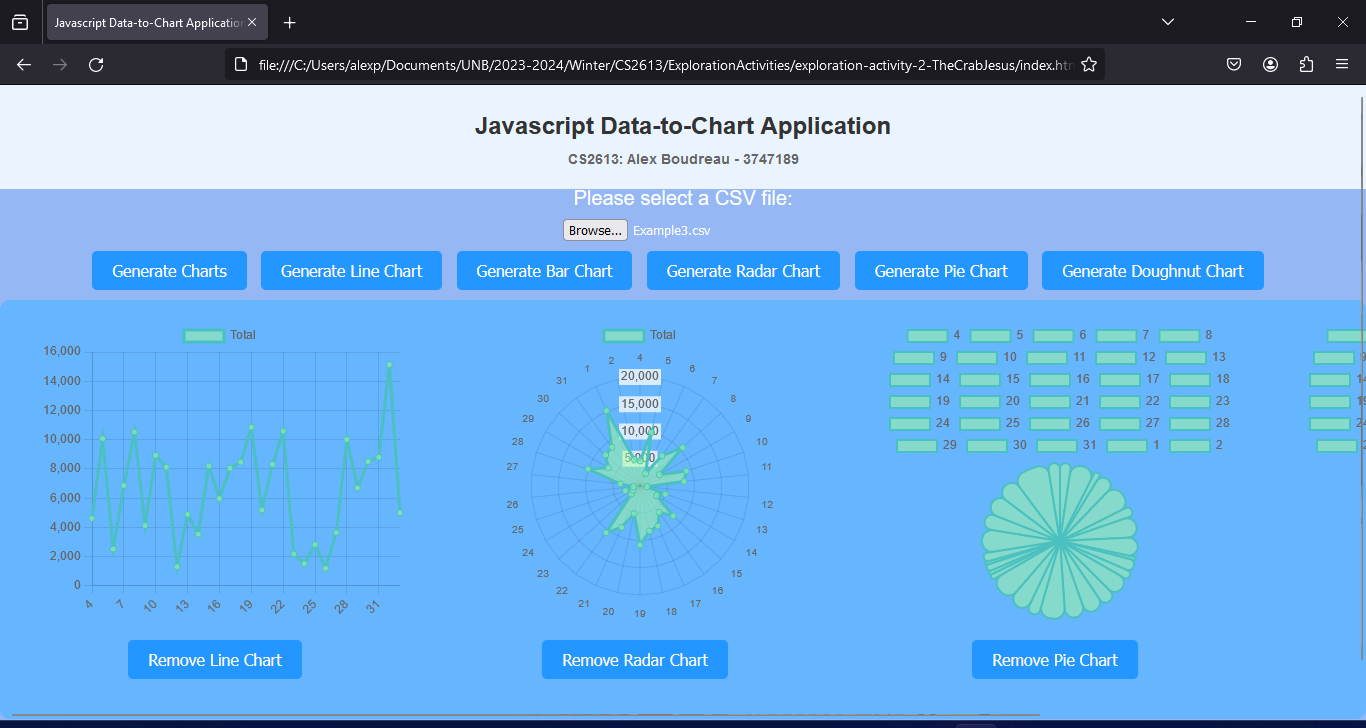 Javascript Data-to-Chart Application
file:///C:/Users/alexp/Documents/UNB/2023-2024/Winter/CS2613/ExplorationActivities/exploration-activity-2-TheCrabJesus/index.htm
Javascript Data-to-Chart Application
CS2613: Alex Boudreau - 3747189
Please select a CSV file:
Browse... Example3.csv
Generate Charts Generate Line Chart Generate Bar Chart Generate Radar Chart Generate Pie Chart Generate Doughnut Chart
Total
16,000
14,000
12,000
10,000
8,000
6,000
4,000
2,000
0
4 7 10 13 16 19 22 25 28 31
Total
20,000
15,000
10,000
5,000
4 5 6 7 8 9 10 11 12 13 14 15 16 17 18 19 20 21 22 23 24 25 26 27 28 29 30 31 1 2
4 5 6 7 8
9 10 11 12 13
14 15 16 17 18
19 20 21 22 23
24 25 26 27 28
29 30 31 1 2
Remove Line Chart Remove Radar Chart Remove Pie Chart